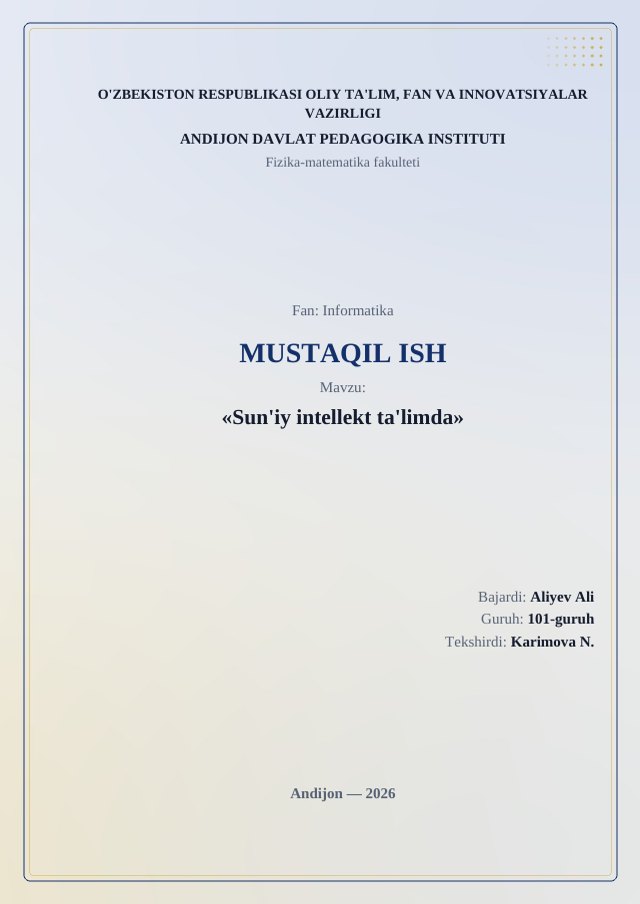 O'ZBEKISTON RESPUBLIKASI OLIY TA'LIM, FAN VA INNOVATSIYALAR
VAZIRLIGI
ANDIJON DAVLAT PEDAGOGIKA INSTITUTI
Fizika-matematika fakulteti
Fan: Informatika
MUSTAQIL ISH
Mavzu:
«Sun'iy intellekt ta'limda»
Bajardi: Aliyev Ali
Guruh: 101-guruh
Tekshirdi: Karimova N.
Andijon — 2026